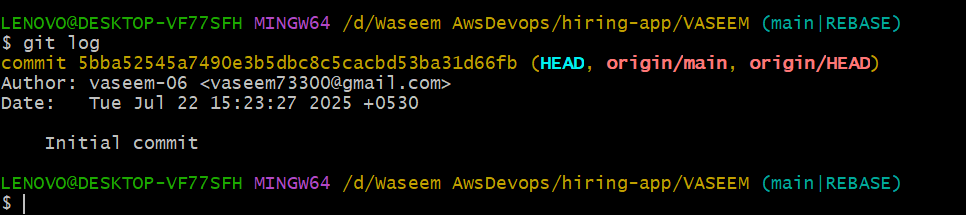 LENOVO@DESKTOP-VF77SFH MINGW64 /d/Waseem AwsDevops/hiring-app/VASEEM (main|REBASE)
$ git log
commit 5bba52545a7490e3b5dbc8c5cacbd53ba31d66fb (HEAD, origin/main, origin/HEAD)
Author: vaseem-06 <vaseem73300@gmail.com>
Date:   Tue Jul 22 15:23:27 2025 +0530
    Initial commit
LENOVO@DESKTOP-VF77SFH MINGW64 /d/Waseem AwsDevops/hiring-app/VASEEM (main|REBASE)
$